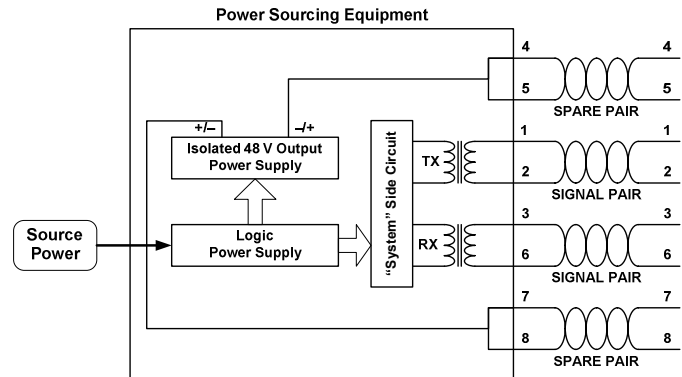 Power Sourcing Equipment
4
4
5
5
SPARE PAIR
+/–
–/+
Isolated 48 V Output
Power Supply
"System" Side Circuit
TX
1
1
2
2
SIGNAL PAIR
Source
Power
Logic
Power Supply
RX
3
3
6
6
SIGNAL PAIR
7
7
8
8
SPARE PAIR